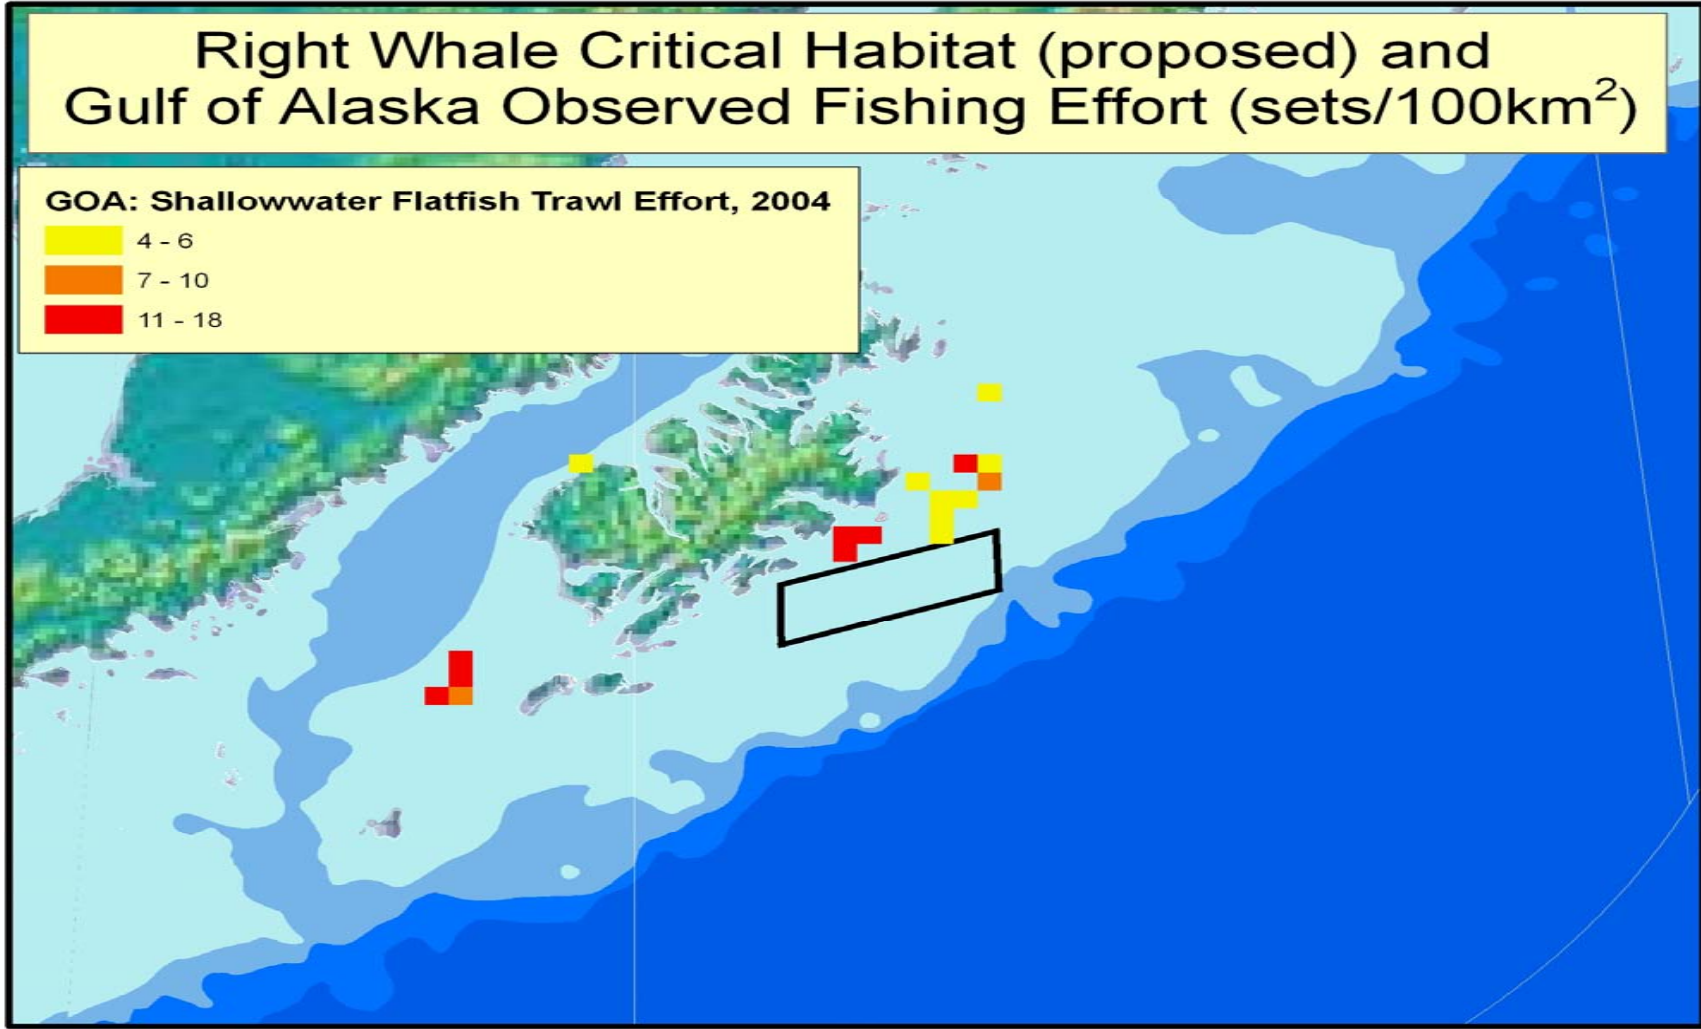 Right Whale Critical Habitat (proposed) and
Gulf of Alaska Observed Fishing Effort (sets/100km²)
GOA: Shallowwater Flatfish Trawl Effort, 2004
4 - 6
7 - 10
11 - 18